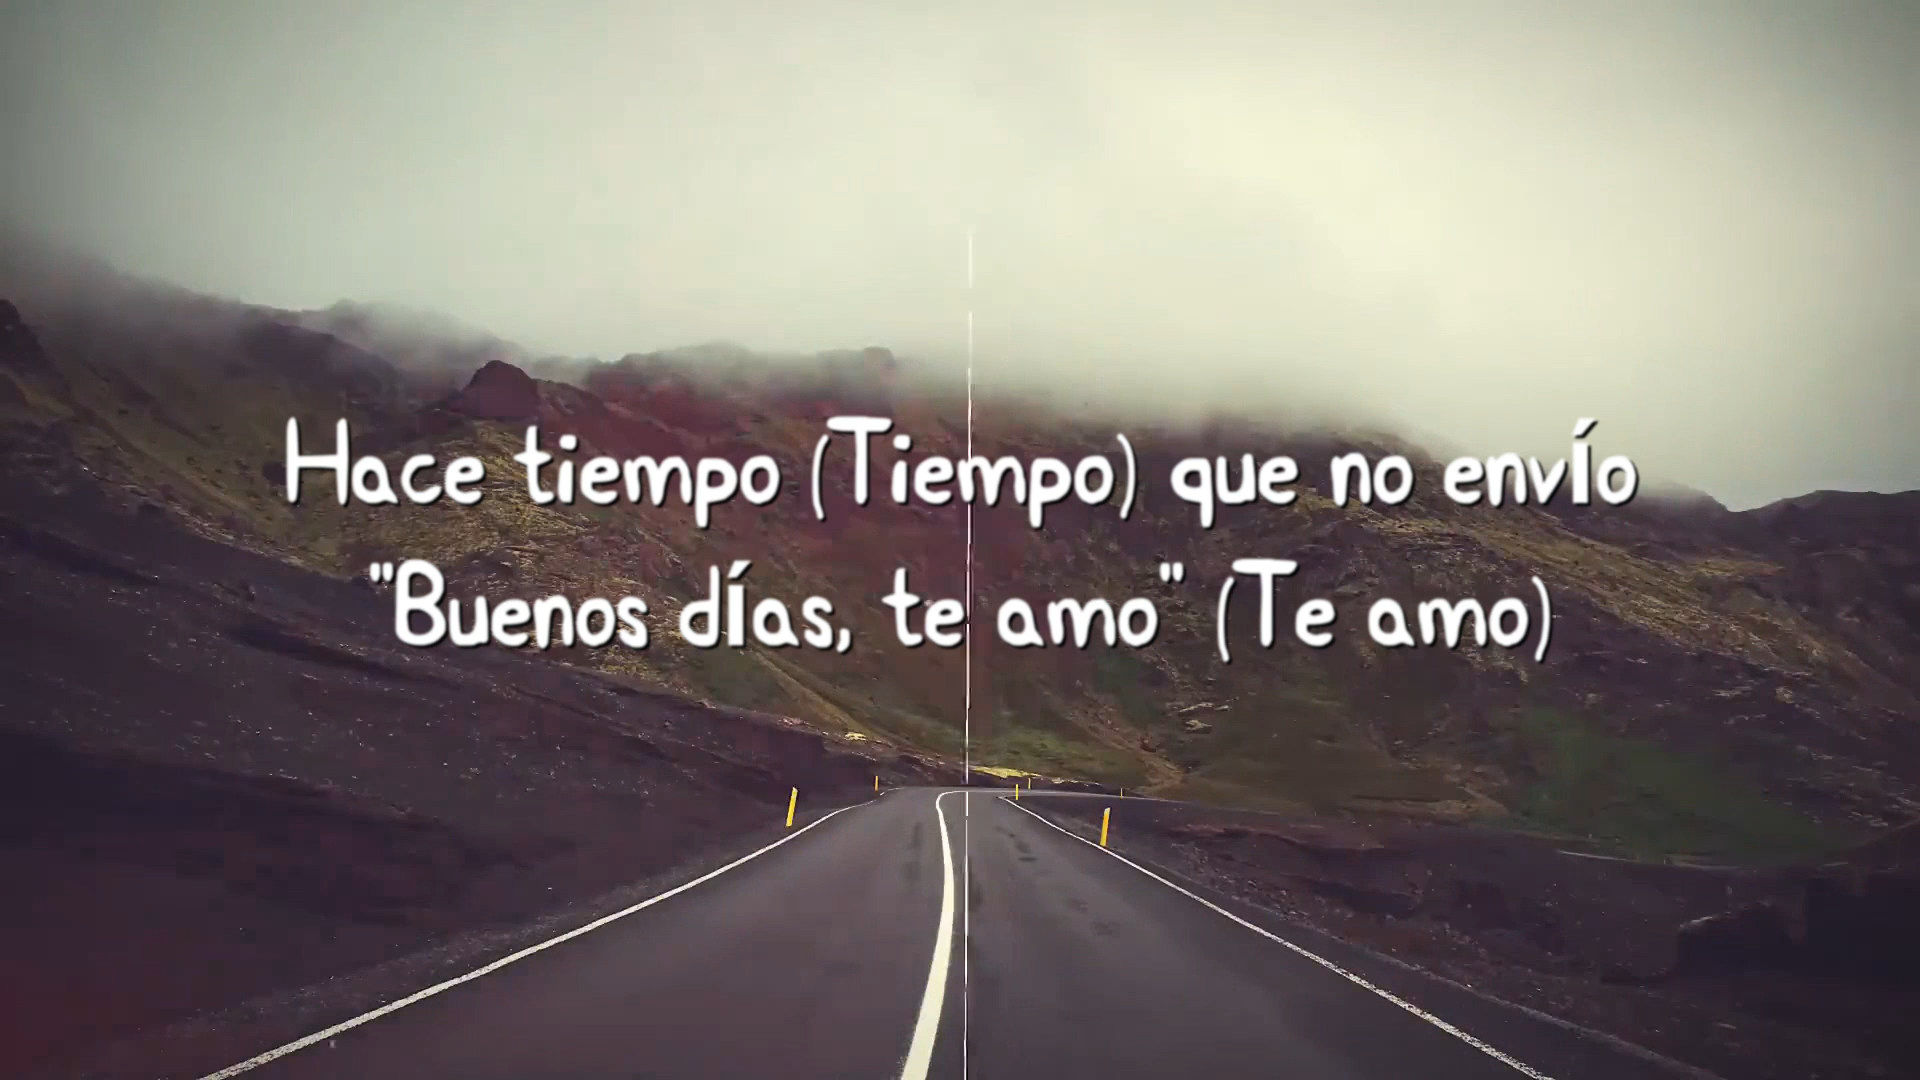 Hace tiempo (Tiempo) que no envío
"Buenos días, te amo" (Te amo)